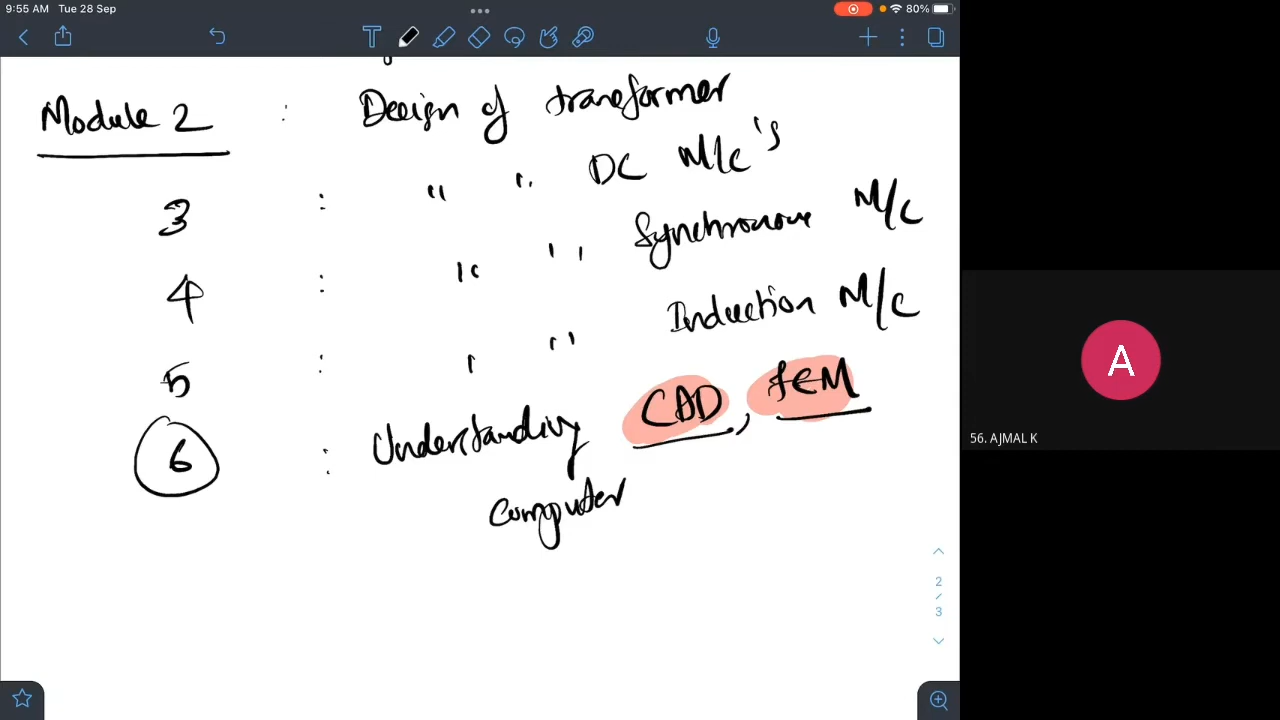 9:55 AM Tue 28 Sep
80%
Module 2 : Design of transformer
3 : " " DC M/C's
4 : " " Synchronous M/C
5 : " " Induction M/C
6 : Understanding CAD, FEM
computer
2
/
3
A
56. AJMAL K